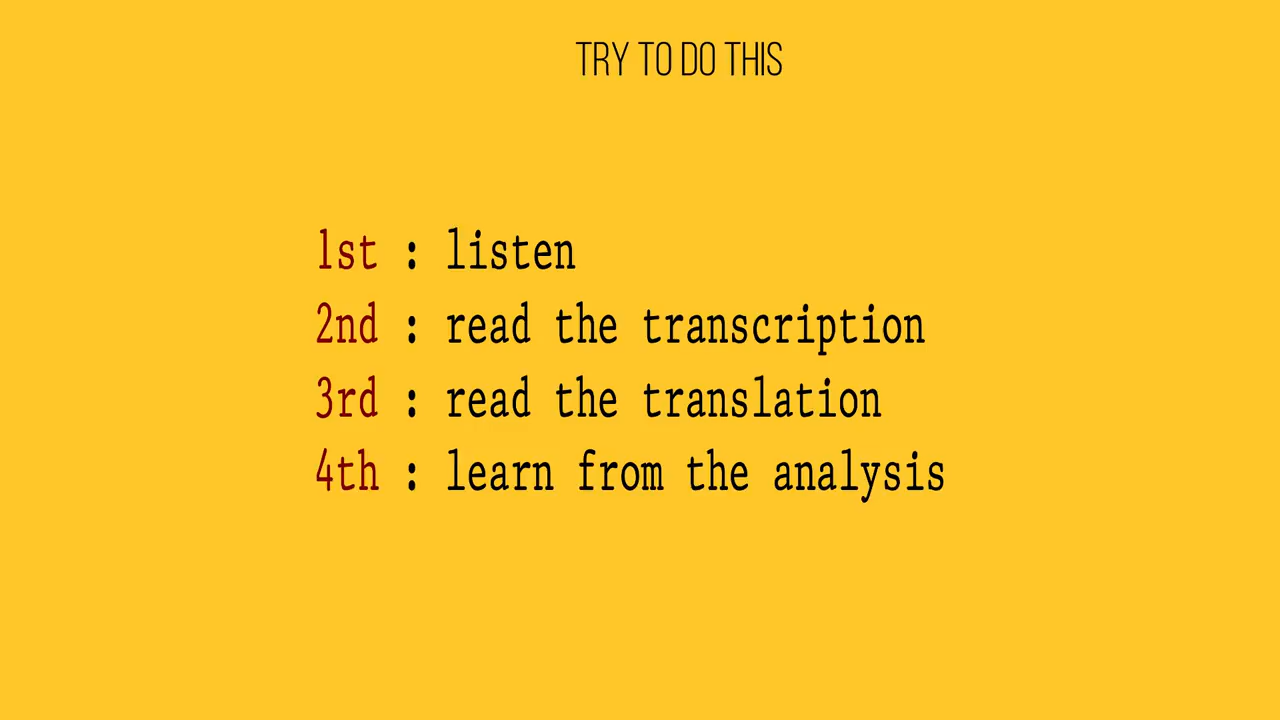 TRY TO DO THIS
1st : listen
2nd : read the transcription
3rd : read the translation
4th : learn from the analysis